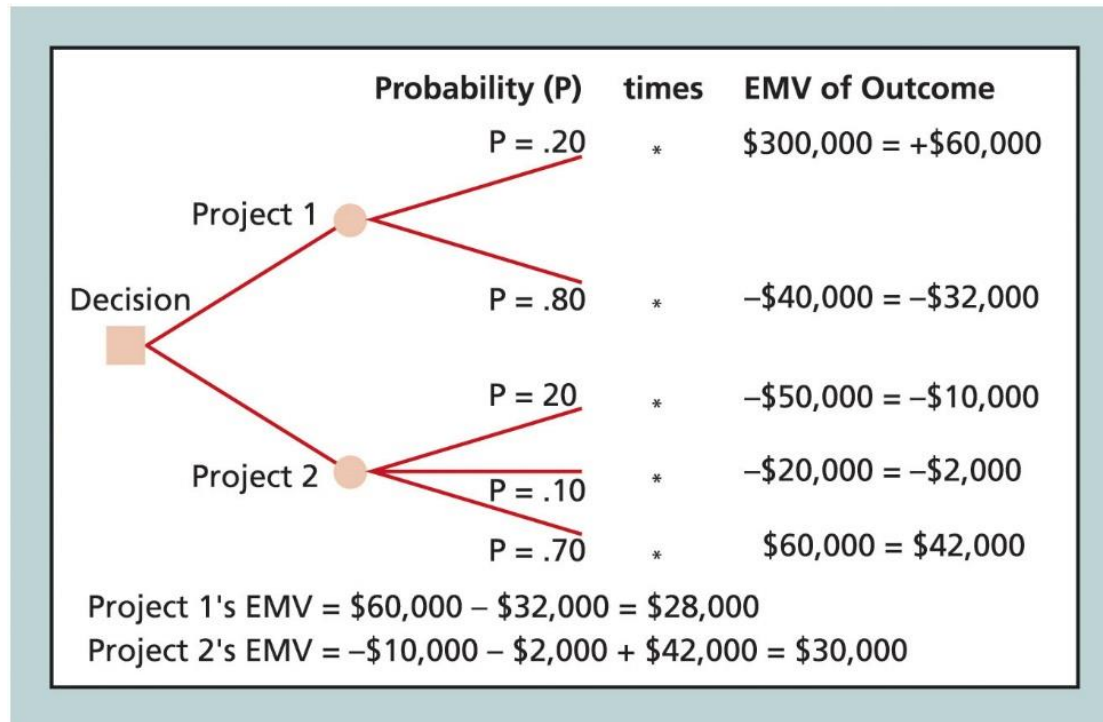 Probability (P) times EMV of Outcome
P = .20 * $300,000 = +$60,000
Project 1
Decision
P = .80 * –$40,000 = –$32,000
P = 20 * –$50,000 = –$10,000
Project 2
–$20,000 = –$2,000
P = .10 *
P = .70 * $60,000 = $42,000
Project 1's EMV = $60,000 – $32,000 = $28,000
Project 2's EMV = –$10,000 – $2,000 + $42,000 = $30,000